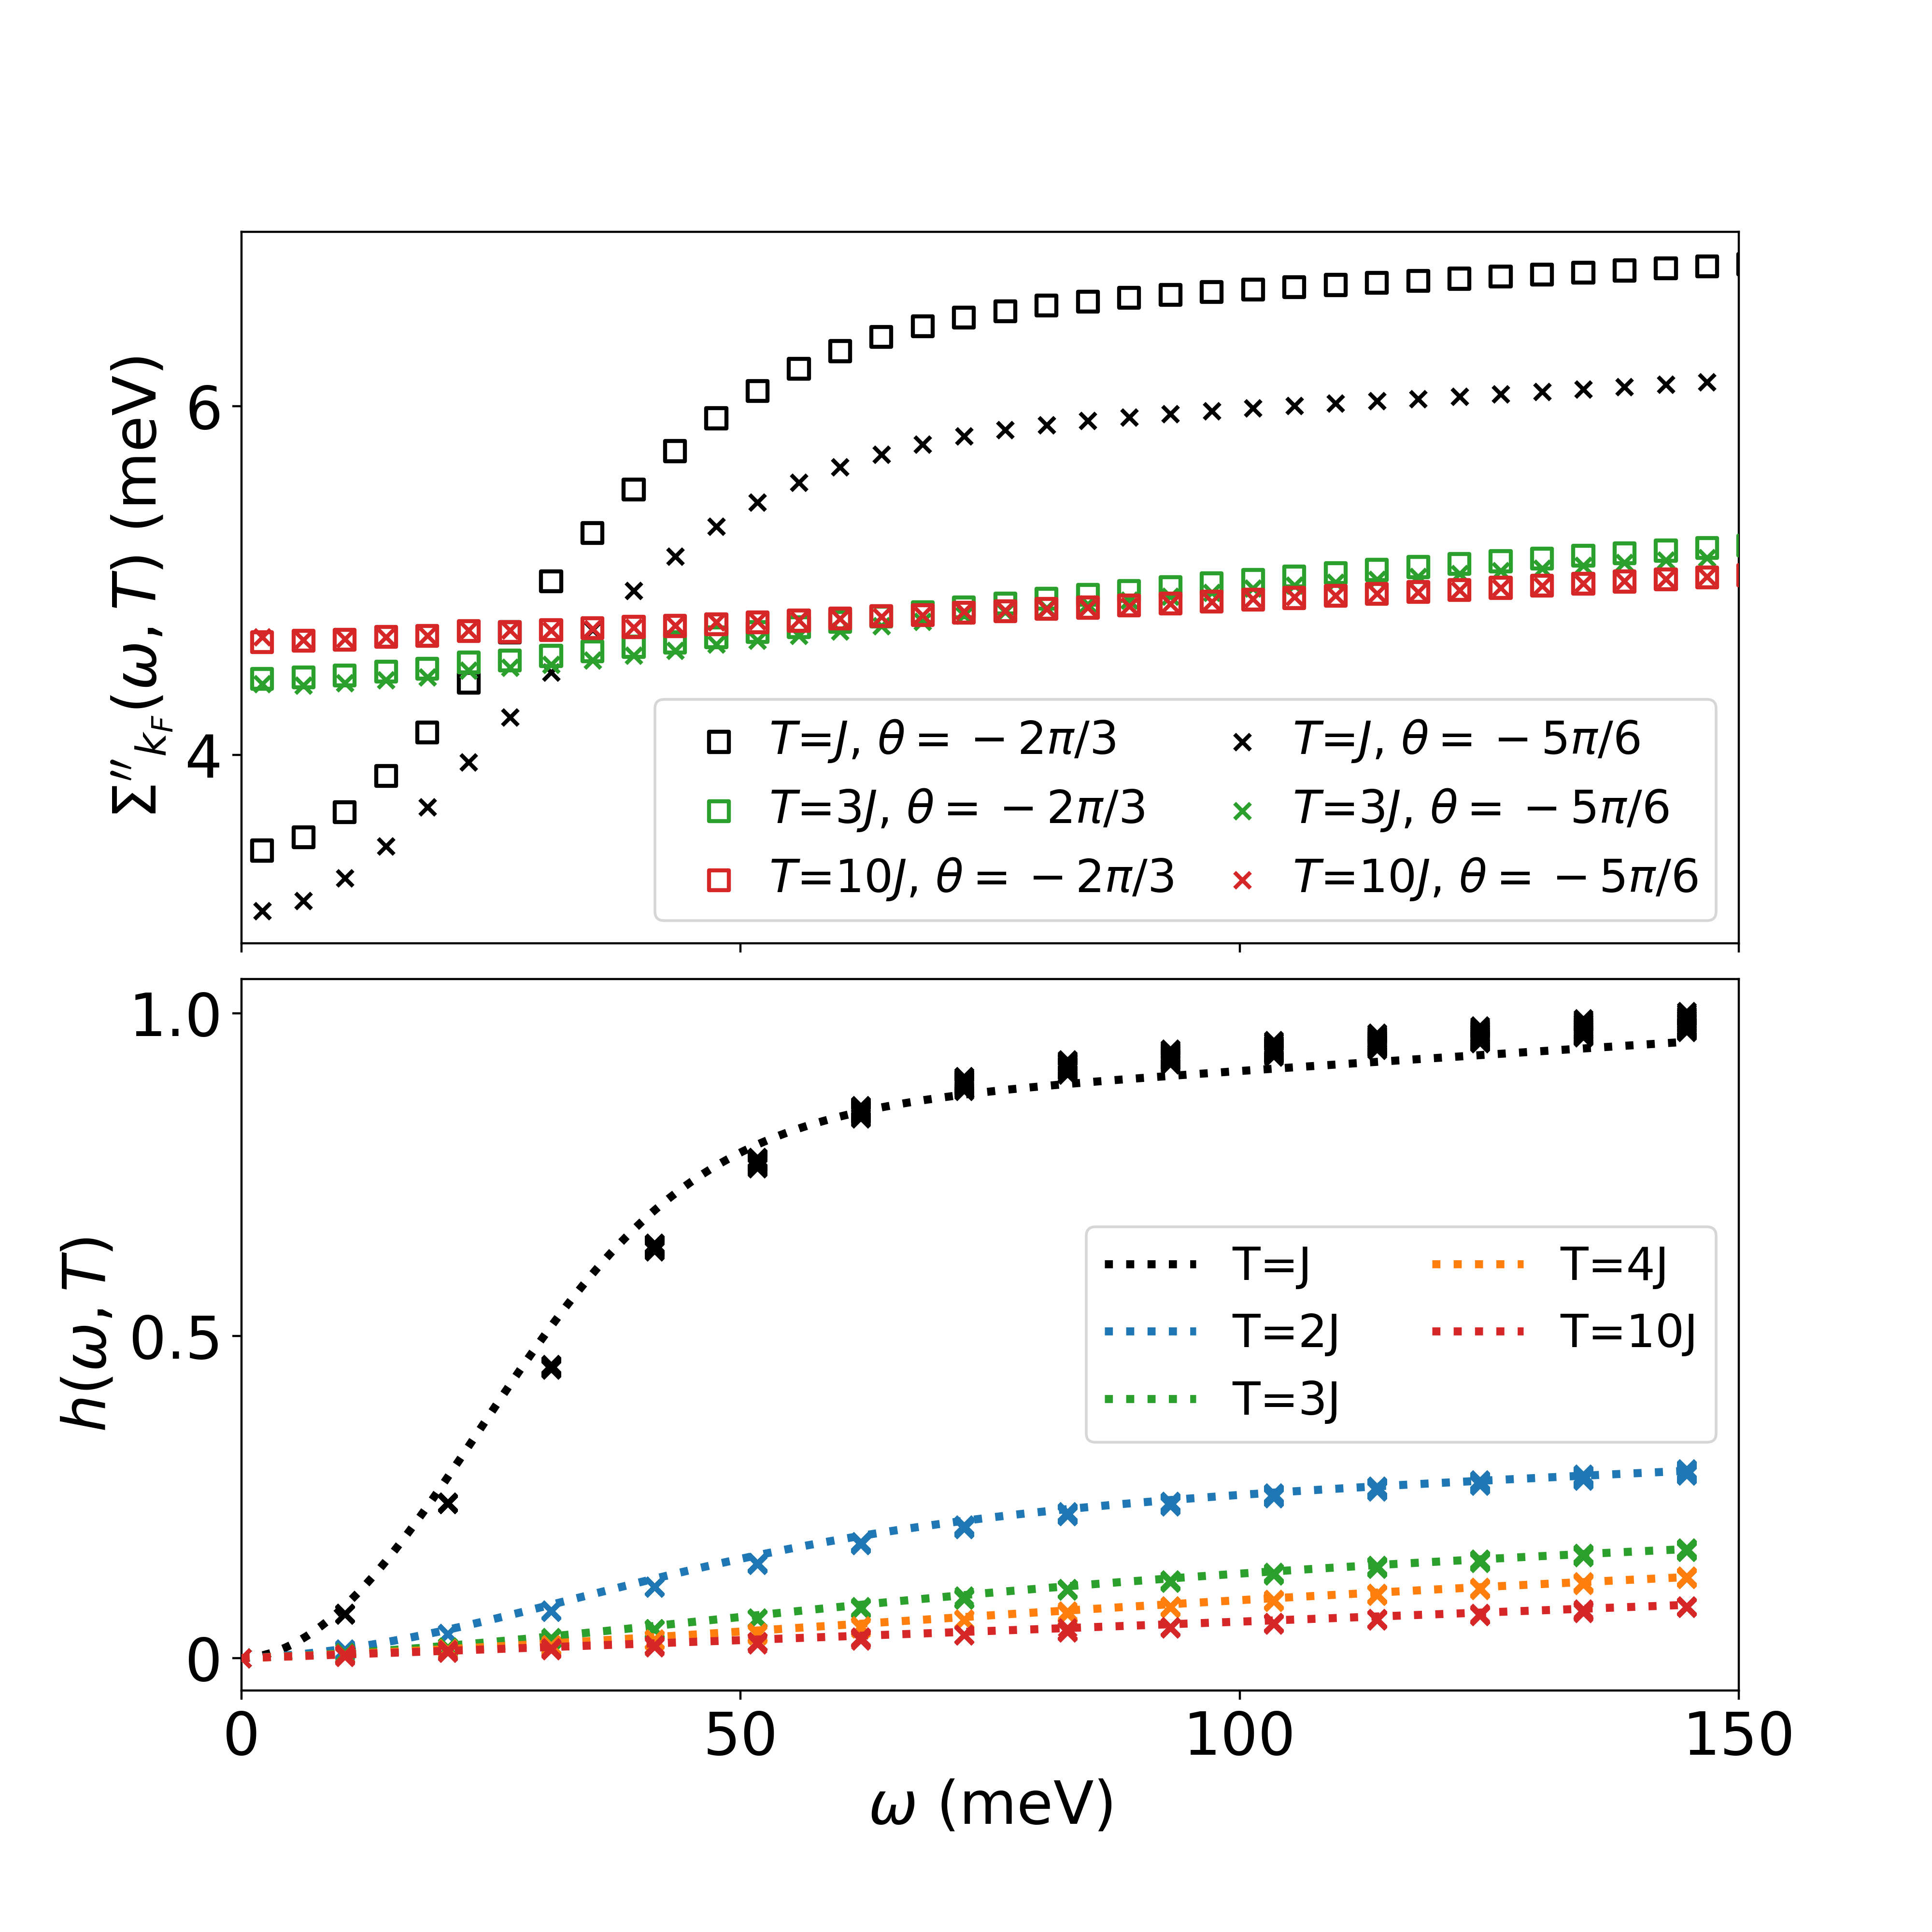 Σ''k_F(ω, T) (meV)
6
4
T=J, θ = − 2π/3
T=J, θ = − 5π/6
T=3J, θ = − 2π/3
T=3J, θ = − 5π/6
T=10J, θ = − 2π/3
T=10J, θ = − 5π/6
h(ω, T)
1.0
0.5
0
T=J
T=4J
T=2J
T=10J
T=3J
0
50
100
150
ω (meV)